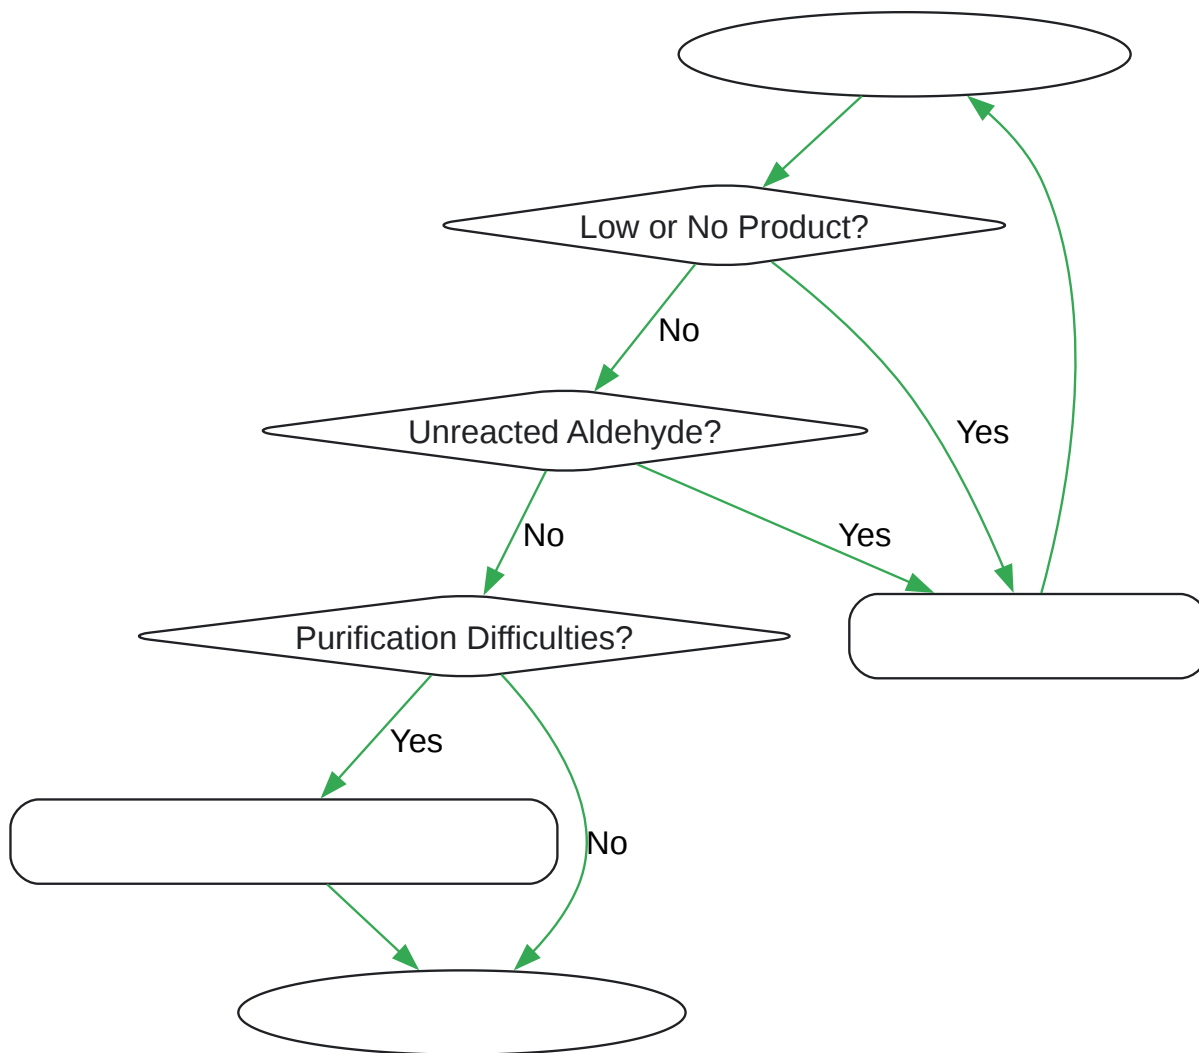 Low or No Product?
No
Yes
Unreacted Aldehyde?
No
Yes
Purification Difficulties?
Yes
No